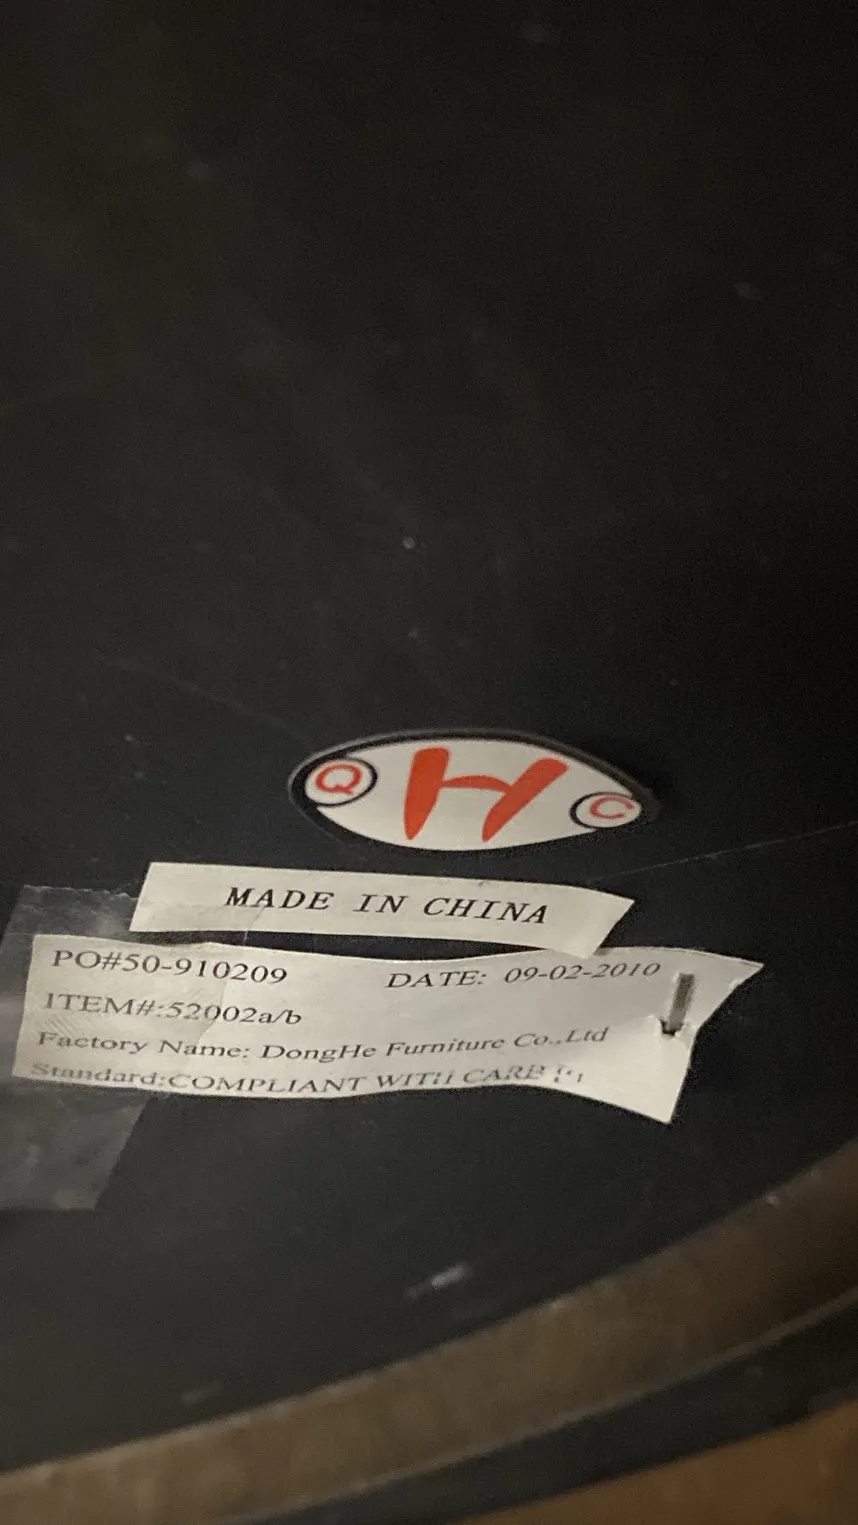 Q H C
MADE IN CHINA
PO#50-910209 DATE: 09-02-2010
ITEM#:52002a/b
Factory Name: DongHe Furniture Co.,Ltd
Standard:COMPLIANT WITH CARB